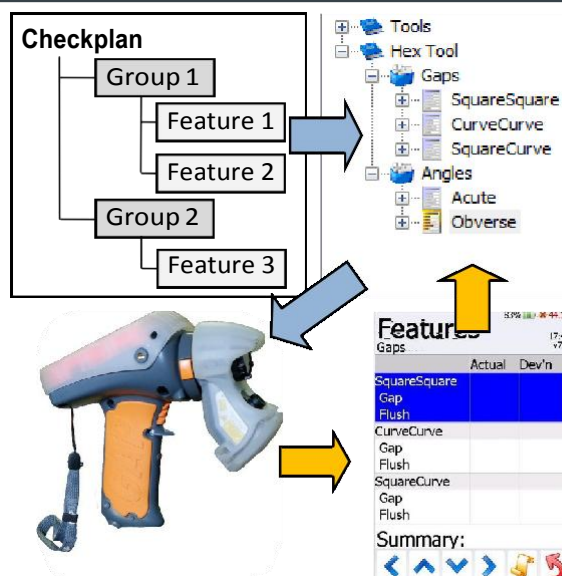 Checkplan
Group 1
Feature 1
Feature 2
Group 2
Feature 3
Tools
Hex Tool
Gaps
SquareSquare
CurveCurve
SquareCurve
Angles
Acute
Obverse
Features
Gaps
Actual Dev'n
SquareSquare
Gap
Flush
CurveCurve
Gap
Flush
SquareCurve
Gap
Flush
Summary: